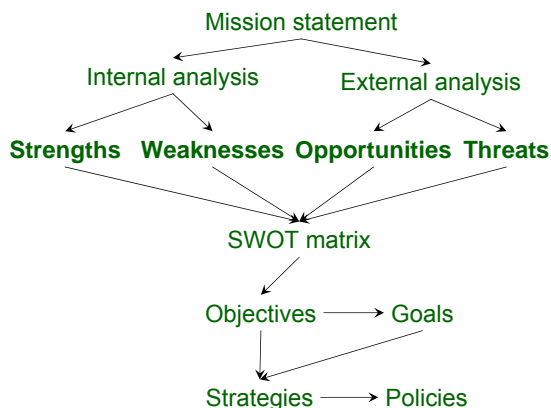 Mission statement
Internal analysis External analysis
Strengths Weaknesses Opportunities Threats
SWOT matrix
Objectives Goals
Strategies Policies